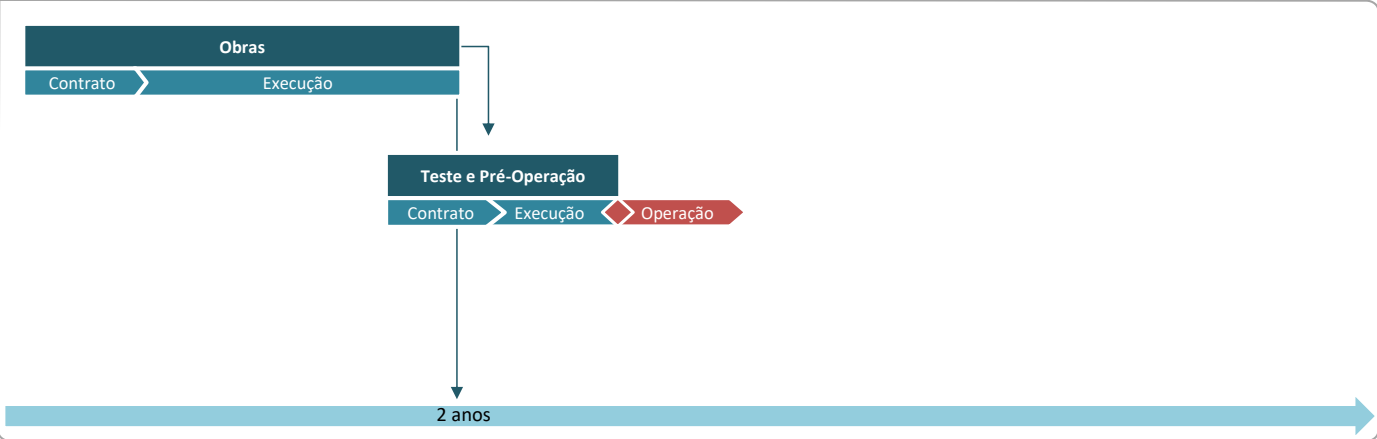 Obras
Contrato Execução
Teste e Pré-Operação
Contrato Execução Operação
2 anos